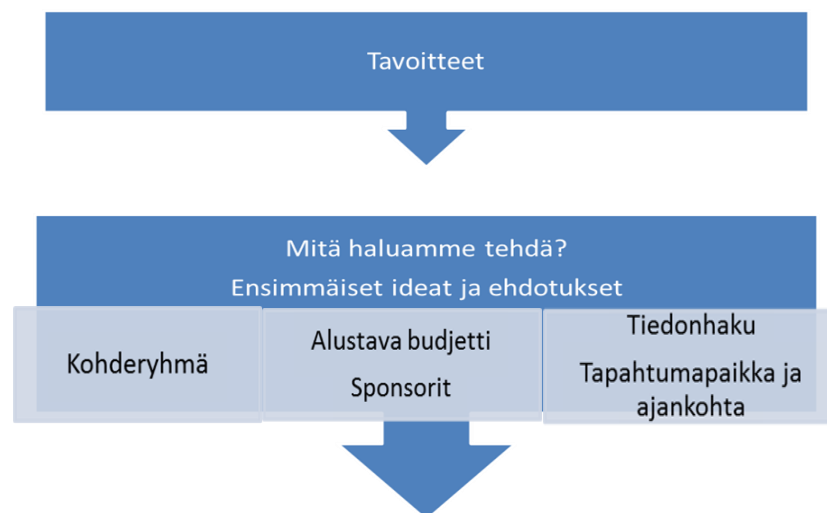 Tavoitteet
Mitä haluamme tehdä?
Ensimmäiset ideat ja ehdotukset
Kohderyhmä
Alustava budjetti
Sponsorit
Tiedonhaku
Tapahtumapaikka ja
ajankohta